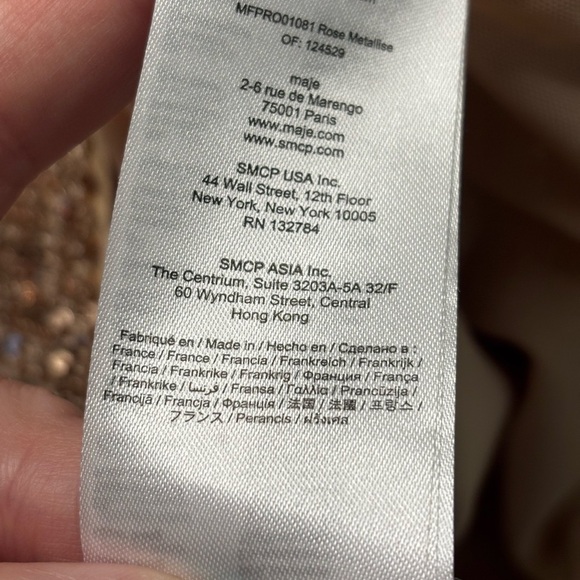 MFPRO01081 Rose Metallise
OF: 124529
maje
2-6 rue de Marengo
75001 Paris
www.maje.com
www.smcp.com
SMCP USA Inc.
44 Wall Street, 12th Floor
New York, New York 10005
RN 132784
SMCP ASIA Inc.
The Centrium, Suite 3203A-5A 32/F
60 Wyndham Street, Central
Hong Kong
Fabriqué en / Made in / Hecho en / Сделано в :
France / France / Francia / Frankreich / Frankrijk /
Francia / Frankrike / Frankrig / Франция / França
/ Frankrike / فرنسا / Fransa / Γαλλία / Prancūzija /
Francijā / Francja / Франція / 法国 / 法國 / 프랑스 /
フランス / Perancis / ฝรั่งเศส